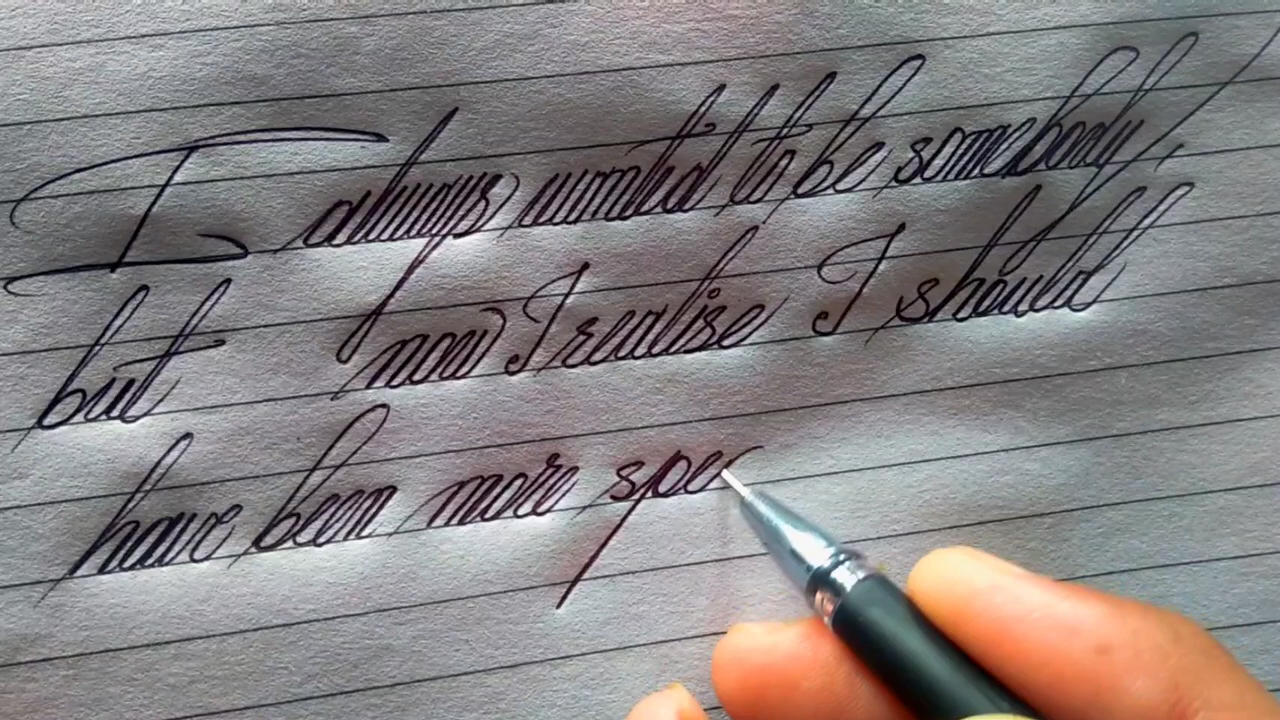 I always wanted to be somebody,
but now I realise I should
have been more spe